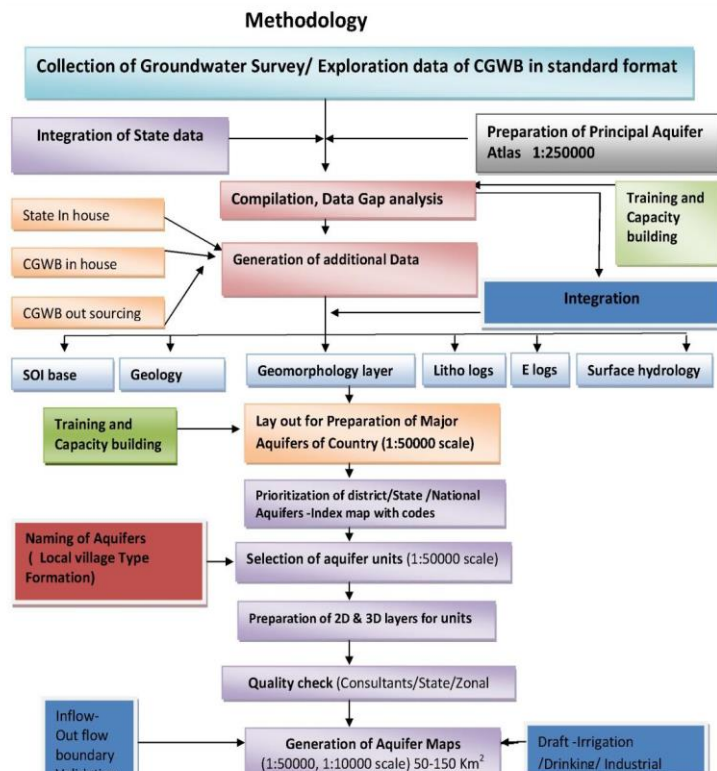 Methodology
Collection of Groundwater Survey/ Exploration data of CGWB in standard format
Integration of State data
Preparation of Principal Aquifer
Atlas 1:250000
Compilation, Data Gap analysis
Training and
Capacity
building
State In house
CGWB in house
CGWB out sourcing
Generation of additional Data
Integration
SOI base
Geology
Geomorphology layer
Litho logs
E logs
Surface hydrology
Training and
Capacity building
Lay out for Preparation of Major
Aquifers of Country (1:50000 scale)
Prioritization of district/State /National
Aquifers -Index map with codes
Naming of Aquifers
( Local village Type
Formation)
Selection of aquifer units (1:50000 scale)
Preparation of 2D & 3D layers for units
Quality check (Consultants/State/Zonal
Inflow-
Out flow
boundary
Generation of Aquifer Maps
(1:50000, 1:10000 scale) 50-150 Km²
Draft -Irrigation
/Drinking/ Industrial